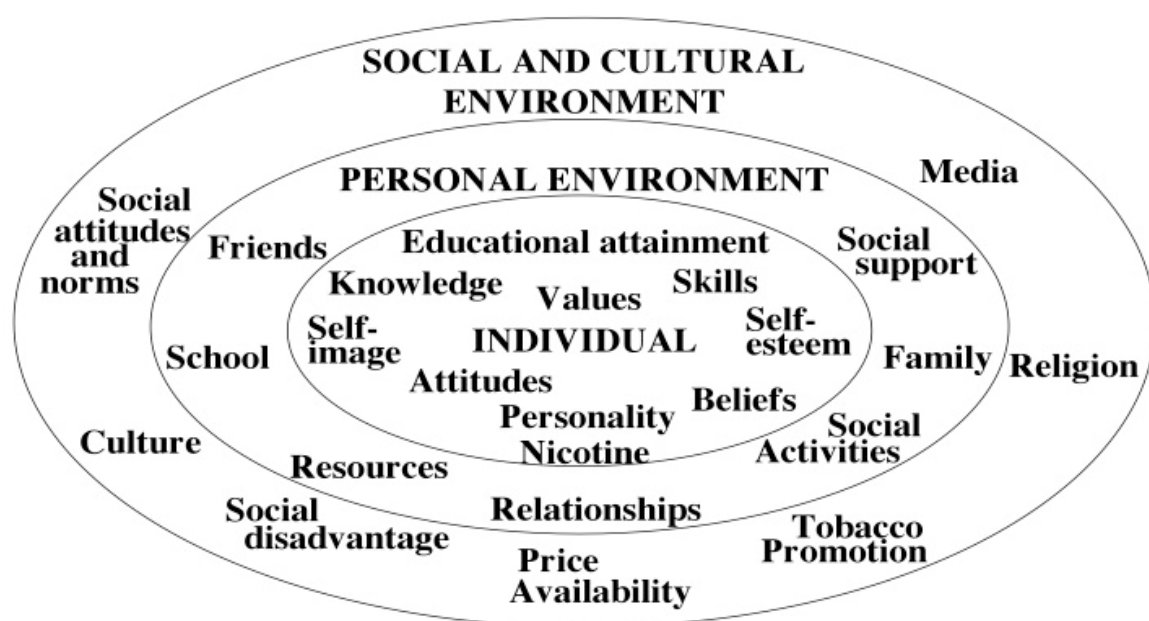 SOCIAL AND CULTURAL
ENVIRONMENT
PERSONAL ENVIRONMENT
Media
Social
attitudes
and
norms
Friends
Educational attainment
Social
support
Knowledge
Values
Skills
Self-
image
INDIVIDUAL
Self-
esteem
School
Family
Religion
Attitudes
Beliefs
Personality
Culture
Nicotine
Social
Activities
Resources
Relationships
Social
disadvantage
Tobacco
Promotion
Price
Availability